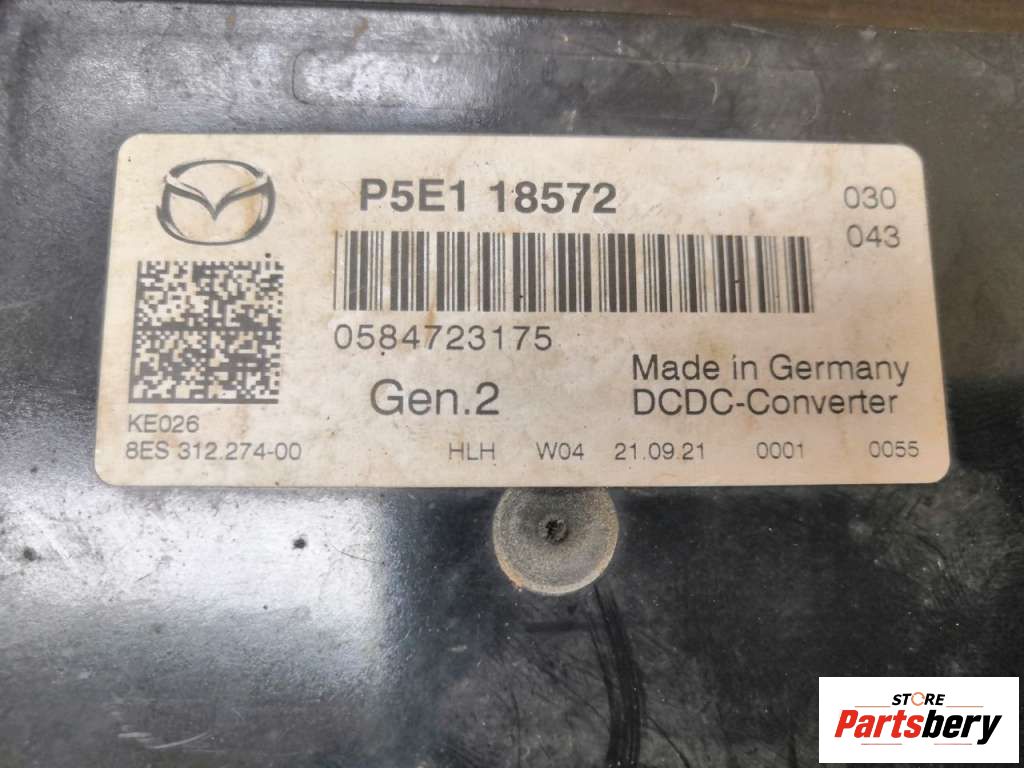 P5E1 18572
030
043
0584723175
Gen.2
Made in Germany
DCDC-Converter
KE026
8ES 312.274-00 HLH W04 21.09.21 0001 0055
STORE
Partsbery